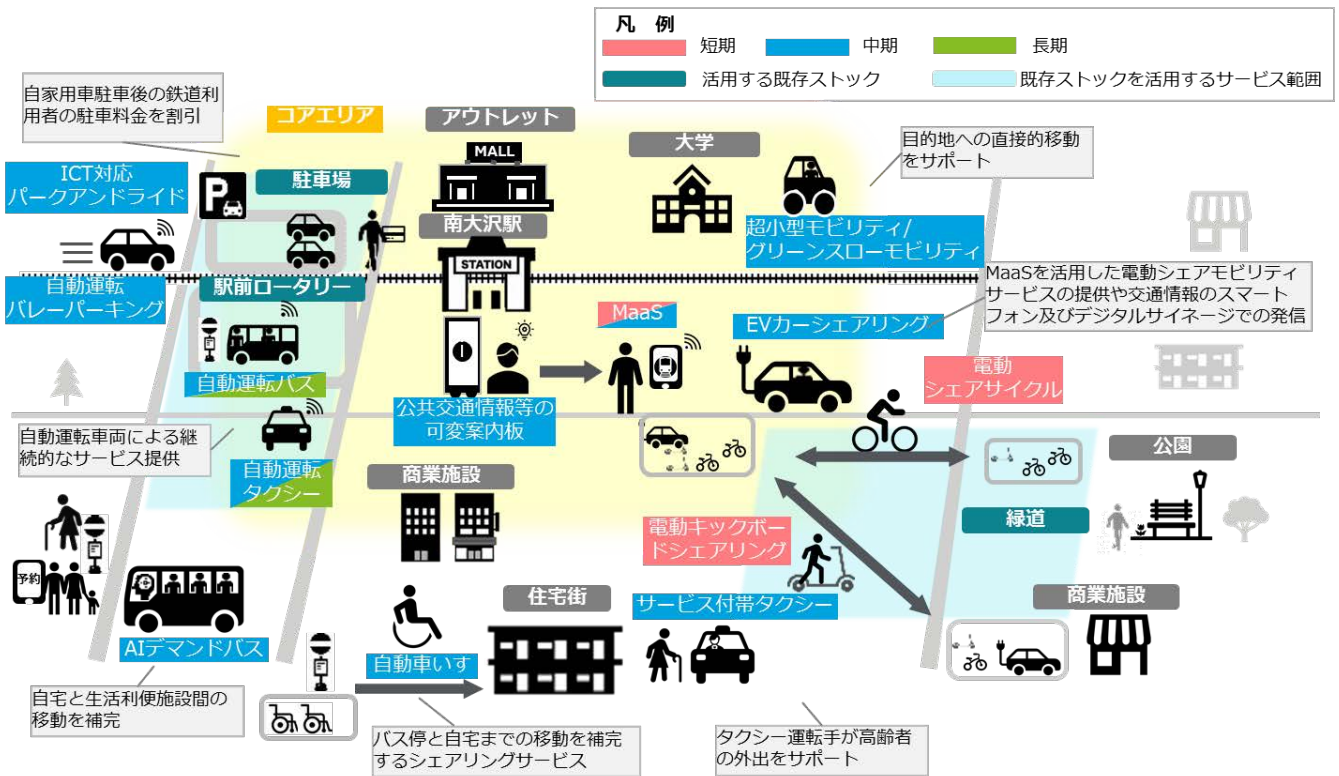 凡 例
短期
中期
長期
活用する既存ストック
既存ストックを活用するサービス範囲
自家用車駐車後の鉄道利
用者の駐車料金を割引
コアエリア
アウトレット
MALL
大学
目的地への直接的移動
をサポート
ICT対応
パークアンドライド
P
駐車場
南大沢駅
STATION
超小型モビリティ/
グリーンスローモビリティ
自動運転
バレーパーキング
駅前ロータリー
MaaS
EVカーシェアリング
MaaSを活用した電動シェアモビリティ
サービスの提供や交通情報のスマート
フォン及びデジタルサイネージでの発信
電動
シェアサイクル
自動運転バス
公共交通情報等の
可変案内板
自動運転車両による継
続的なサービス提供
自動運転
タクシー
商業施設
公園
緑道
電動キックボー
ドシェアリング
予約
AIデマンドバス
自動車いす
住宅街
サービス付帯タクシー
商業施設
自宅と生活利便施設間の
移動を補完
バス停と自宅までの移動を補完
するシェアリングサービス
タクシー運転手が高齢者
の外出をサポート